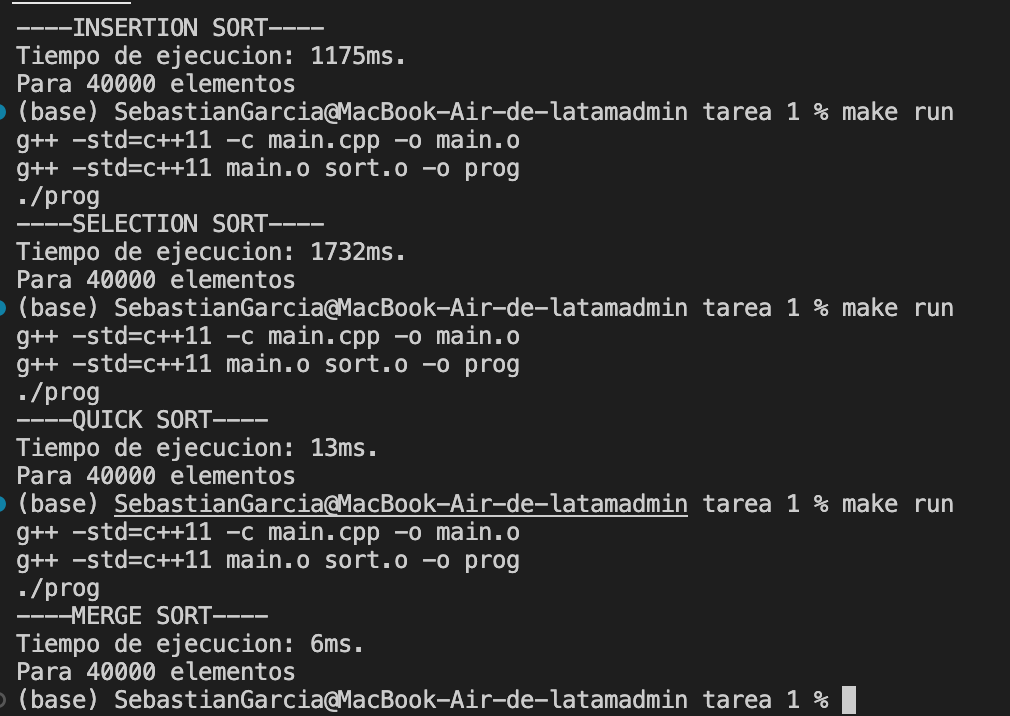 ----INSERTION SORT----
Tiempo de ejecucion: 1175ms.
Para 40000 elementos
(base) SebastianGarcia@MacBook-Air-de-latamadmin tarea 1 % make run
g++ -std=c++11 -c main.cpp -o main.o
g++ -std=c++11 main.o sort.o -o prog
./prog
----SELECTION SORT----
Tiempo de ejecucion: 1732ms.
Para 40000 elementos
(base) SebastianGarcia@MacBook-Air-de-latamadmin tarea 1 % make run
g++ -std=c++11 -c main.cpp -o main.o
g++ -std=c++11 main.o sort.o -o prog
./prog
----QUICK SORT----
Tiempo de ejecucion: 13ms.
Para 40000 elementos
(base) SebastianGarcia@MacBook-Air-de-latamadmin tarea 1 % make run
g++ -std=c++11 -c main.cpp -o main.o
g++ -std=c++11 main.o sort.o -o prog
./prog
----MERGE SORT----
Tiempo de ejecucion: 6ms.
Para 40000 elementos
(base) SebastianGarcia@MacBook-Air-de-latamadmin tarea 1 %